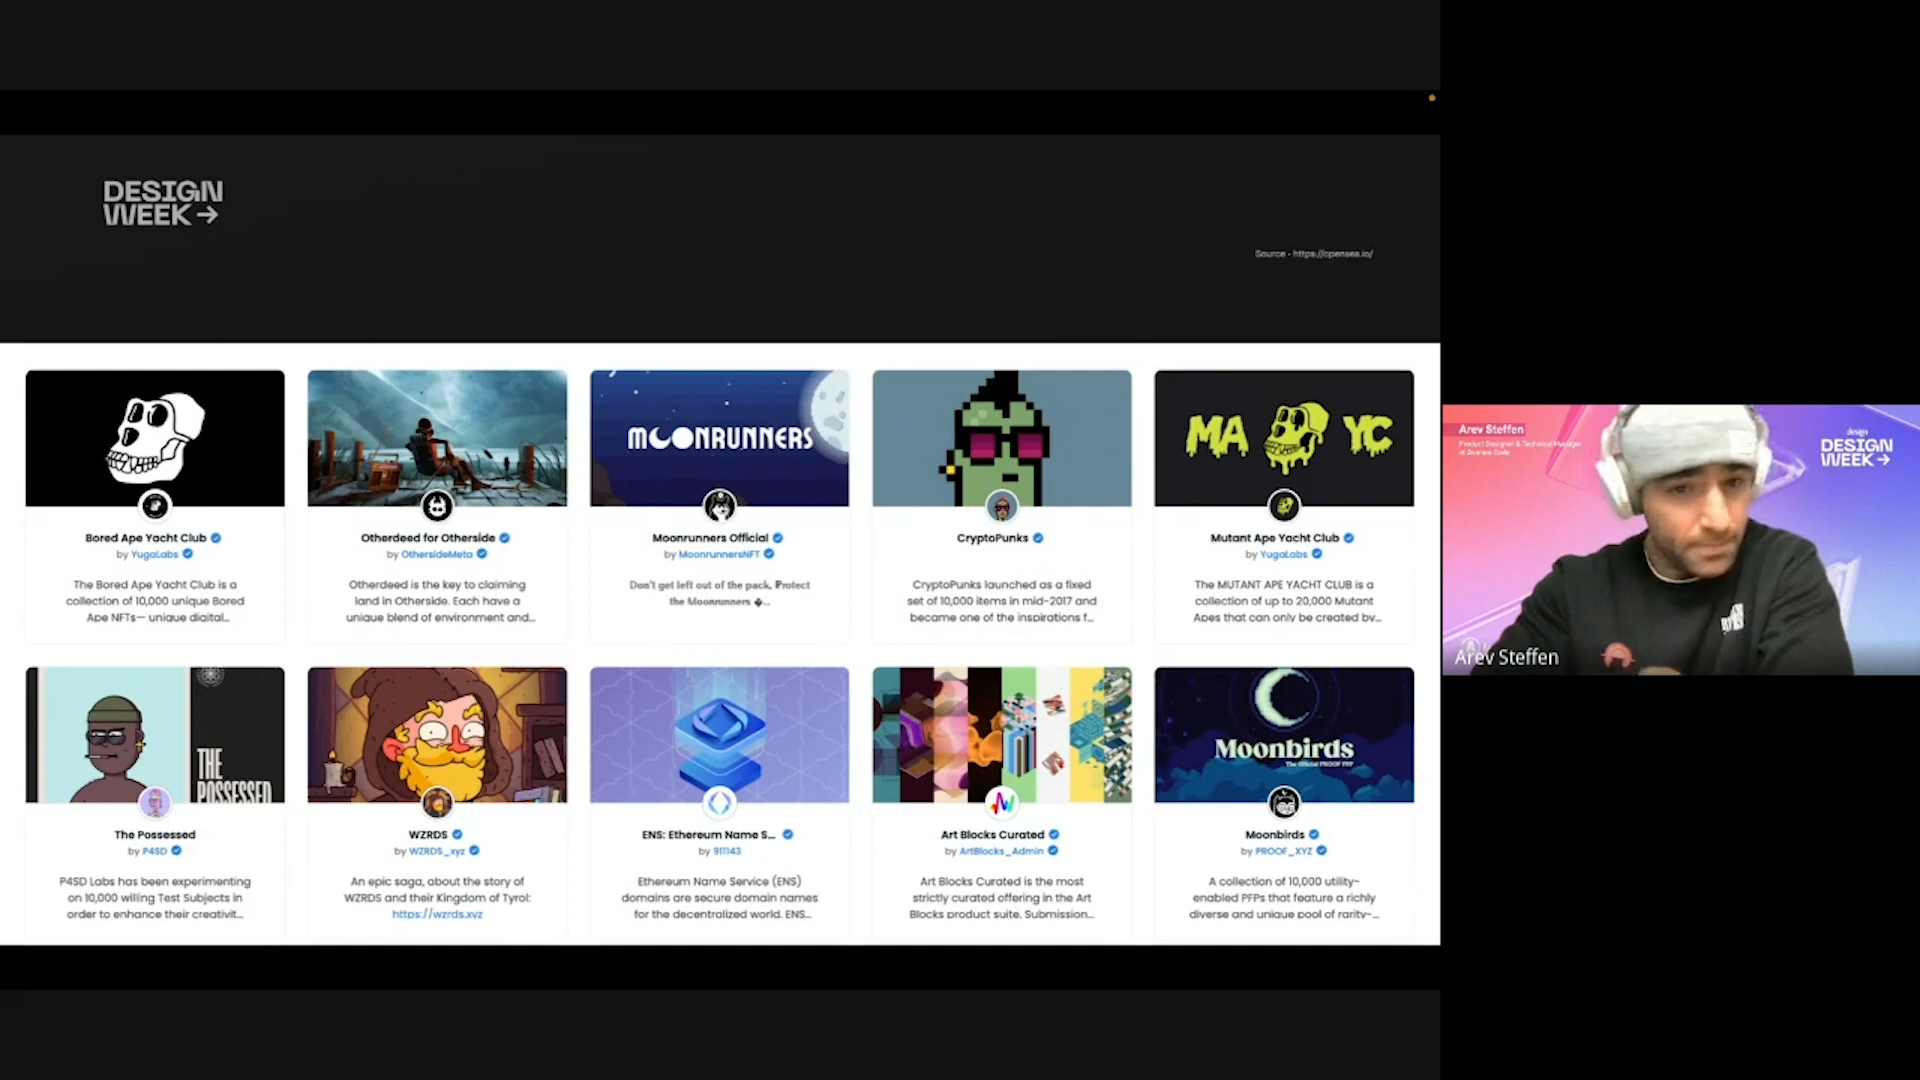 DESIGN
WEEK →
Source - https://opensea.io/
MOONRUNNERS
MA YC
Bored Ape Yacht Club
by YugaLabs
The Bored Ape Yacht Club is a
collection of 10,000 unique Bored
Ape NFTs— unique digital...
Otherdeed for Otherside
by OthersideMeta
Otherdeed is the key to claiming
land in Otherside. Each have a
unique blend of environment and...
Moonrunners Official
by MoonrunnersNFT
Don't get left out of the pack, Protect
the Moonrunners �...
CryptoPunks
CryptoPunks launched as a fixed
set of 10,000 items in mid-2017 and
became one of the inspirations f...
Mutant Ape Yacht Club
by YugaLabs
The MUTANT APE YACHT CLUB is a
collection of up to 20,000 Mutant
Apes that can only be created by...
THE
POSSESSED
Moonbirds
The Official PROOF PFP
The Possessed
by P4SD
P4SD Labs has been experimenting
on 10,000 willing Test Subjects in
order to enhance their creativit...
WZRDS
by WZRDS_xyz
An epic saga, about the story of
WZRDS and their Kingdom of Tyrol:
https://wzrds.xyz
ENS: Ethereum Name S...
by 911143
Ethereum Name Service (ENS)
domains are secure domain names
for the decentralized world. ENS...
Art Blocks Curated
by ArtBlocks_Admin
Art Blocks Curated is the most
strictly curated offering in the Art
Blocks product suite. Submission...
Moonbirds
by PROOF_XYZ
A collection of 10,000 utility-
enabled PFPs that feature a richly
diverse and unique pool of rarity-...
Arev Steffen
Product Designer & Technical Manager
design
DESIGN
WEEK →
Arev Steffen